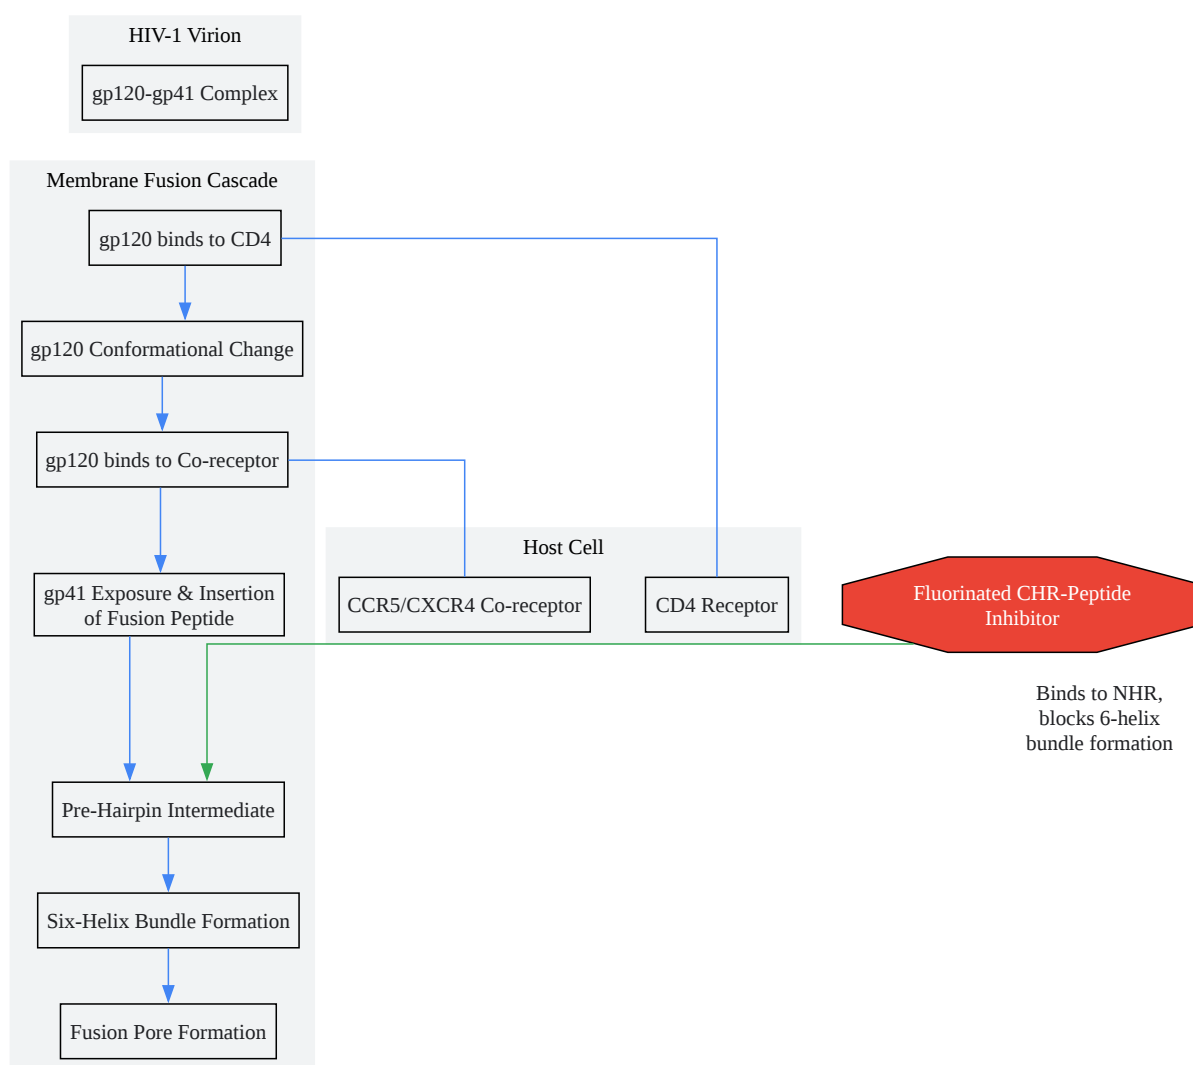 HIV-1 Virion
gp120-gp41 Complex
Membrane Fusion Cascade
gp120 binds to CD4
gp120 Conformational Change
gp120 binds to Co-receptor
gp41 Exposure & Insertion
of Fusion Peptide
Host Cell
CCR5/CXCR4 Co-receptor
CD4 Receptor
Fluorinated CHR-Peptide
Inhibitor
Binds to NHR,
blocks 6-helix
bundle formation
Pre-Hairpin Intermediate
Six-Helix Bundle Formation
Fusion Pore Formation